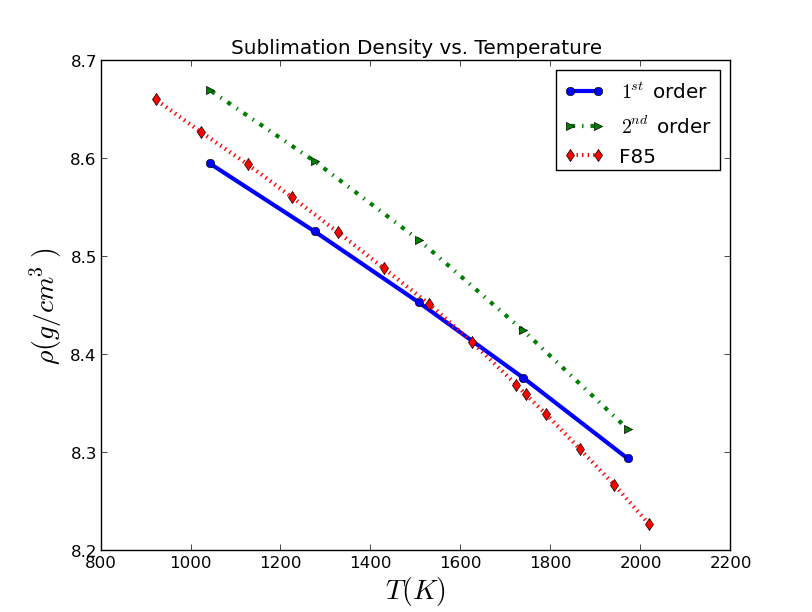 Sublimation Density vs. Temperature
8.7
8.6
8.5
8.4
8.3
8.2
ρ(g/cm³ )
1ˢᵗ order
2ⁿᵈ order
F85
800 1000 1200 1400 1600 1800 2000 2200
T(K)